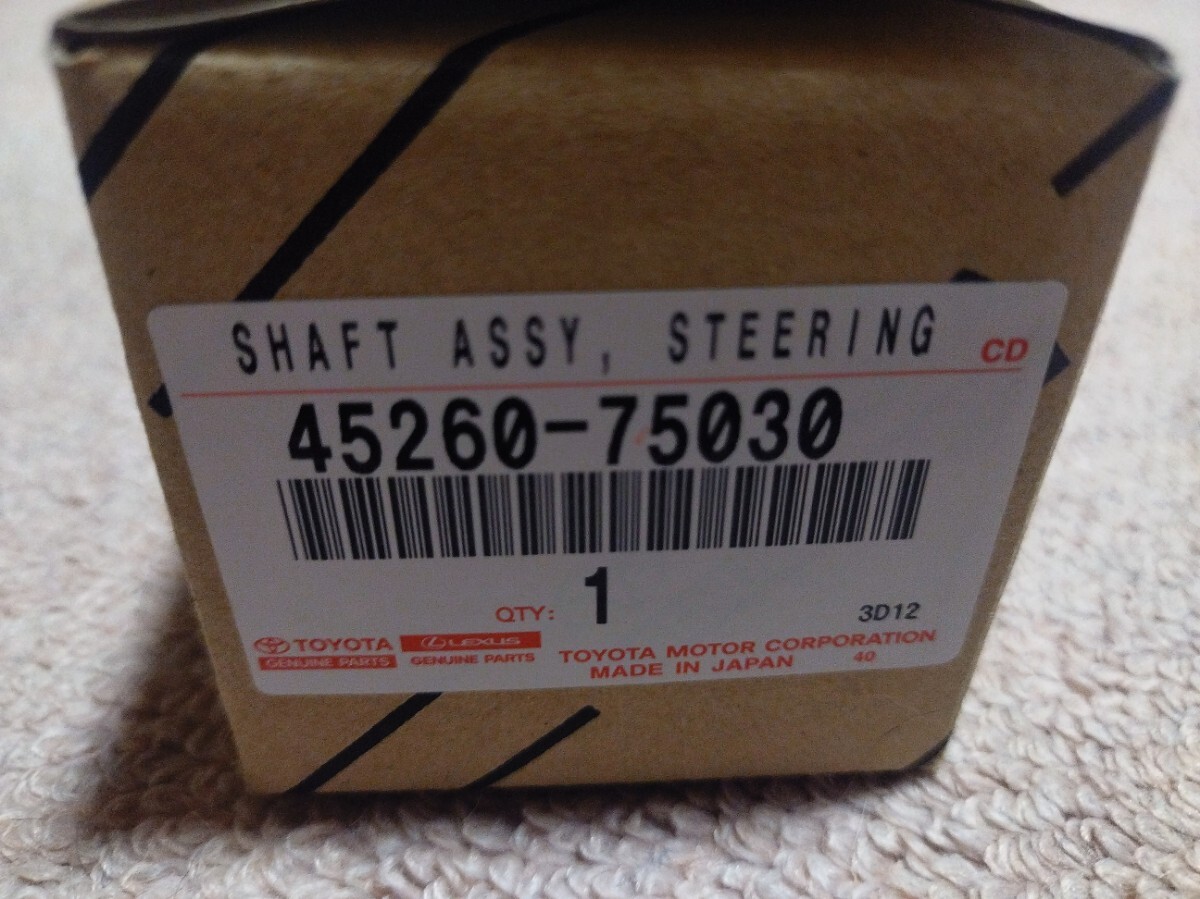 SHAFT ASSY, STEERING
CD
45260-75030
QTY: 1
3D12
TOYOTA
GENUINE PARTS
LEXUS
GENUINE PARTS
TOYOTA MOTOR CORPORATION
MADE IN JAPAN 40